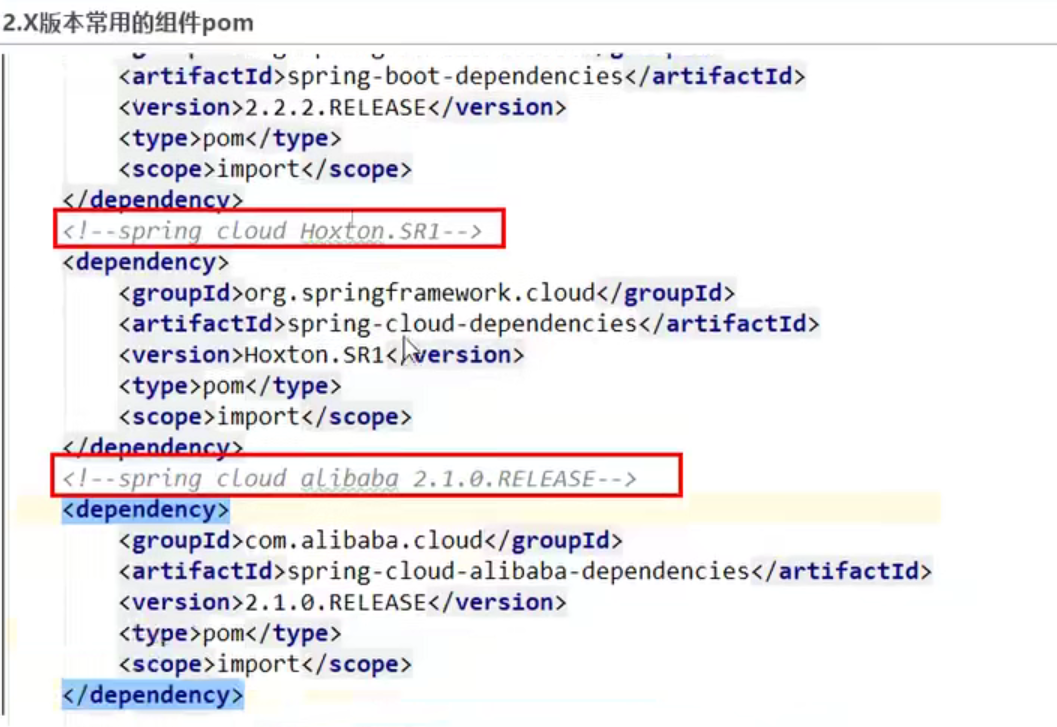 2.X版本常用的组件pom
<artifactId>spring-boot-dependencies</artifactId>
<version>2.2.2.RELEASE</version>
<type>pom</type>
<scope>import</scope>
</dependency>
<!--spring cloud Hoxton.SR1-->
<dependency>
<groupId>org.springframework.cloud</groupId>
<artifactId>spring-cloud-dependencies</artifactId>
<version>Hoxton.SR1</version>
<type>pom</type>
<scope>import</scope>
</dependency>
<!--spring cloud alibaba 2.1.0.RELEASE-->
<dependency>
<groupId>com.alibaba.cloud</groupId>
<artifactId>spring-cloud-alibaba-dependencies</artifactId>
<version>2.1.0.RELEASE</version>
<type>pom</type>
<scope>import</scope>
</dependency>